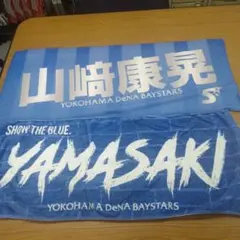 山﨑康晃
YOKOHAMA DeNA BAYSTARS
SHOW THE BLUE.
YAMASAKI
YOKOHAMA DeNA BAYSTARS